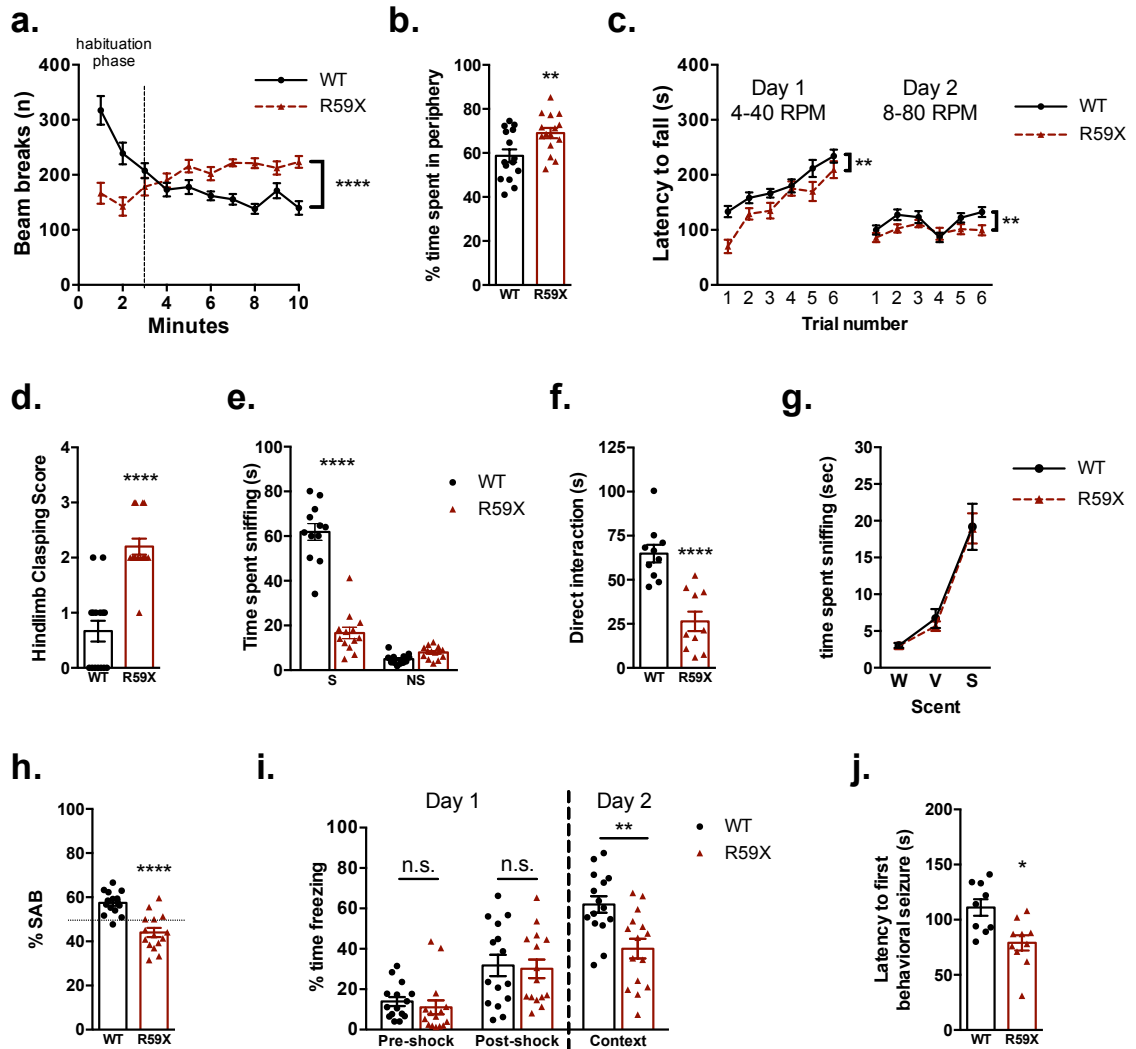 a.
habituation
phase
WT
R59X
Beam breaks (n)
400
300
200
100
0
0 2 4 6 8 10
Minutes
****
b.
% time spent in periphery
100
80
60
40
20
0
**
WT R59X
c.
Latency to fall (s)
400
300
200
100
0
Day 1
4-40 RPM
Day 2
8-80 RPM
WT
R59X
**
**
1 2 3 4 5 6 1 2 3 4 5 6
Trial number
d.
Hindlimb Clasping Score
4
3
2
1
0
****
WT R59X
e.
Time spent sniffing (s)
100
80
60
40
20
0
****
WT
R59X
S NS
f.
Direct interaction (s)
125
100
75
50
25
0
****
WT R59X
g.
time spent sniffing (sec)
30
20
10
0
WT
R59X
W V S
Scent
h.
% SAB
100
80
60
40
20
0
****
WT R59X
i.
% time freezing
100
80
60
40
20
0
Day 1
Day 2
n.s.
n.s.
**
WT
R59X
Pre-shock Post-shock Context
j.
Latency to first
behavioral seizure (s)
200
150
100
50
0
*
WT R59X